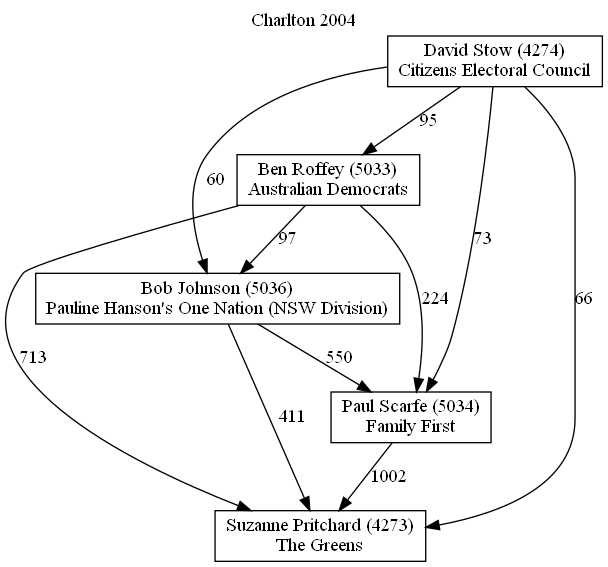 Charlton 2004
David Stow (4274)
Citizens Electoral Council
95
Ben Roffey (5033)
Australian Democrats
60
97
73
Bob Johnson (5036)
Pauline Hanson's One Nation (NSW Division)
224
66
713
550
Paul Scarfe (5034)
Family First
411
1002
Suzanne Pritchard (4273)
The Greens